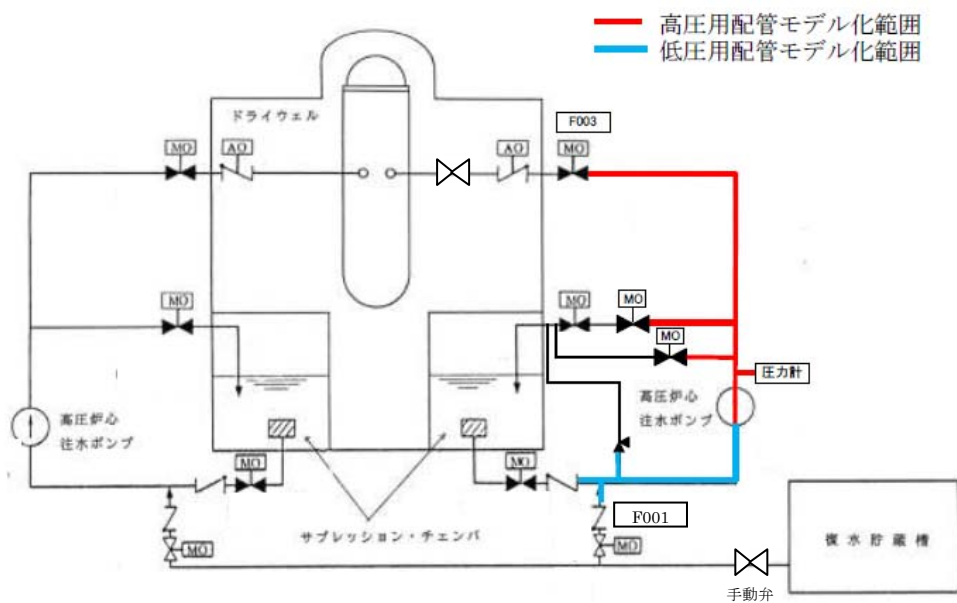 高圧用配管モデル化範囲
低圧用配管モデル化範囲
ドライウェル
F003
MO
AO
AO
MO
MO
MO
MO
MO
圧力計
高圧炉心
注水ポンプ
高圧炉心
注水ポンプ
MO
MO
F001
サプレッション・チェンバ
MO
MO
復水貯蔵槽
手動弁